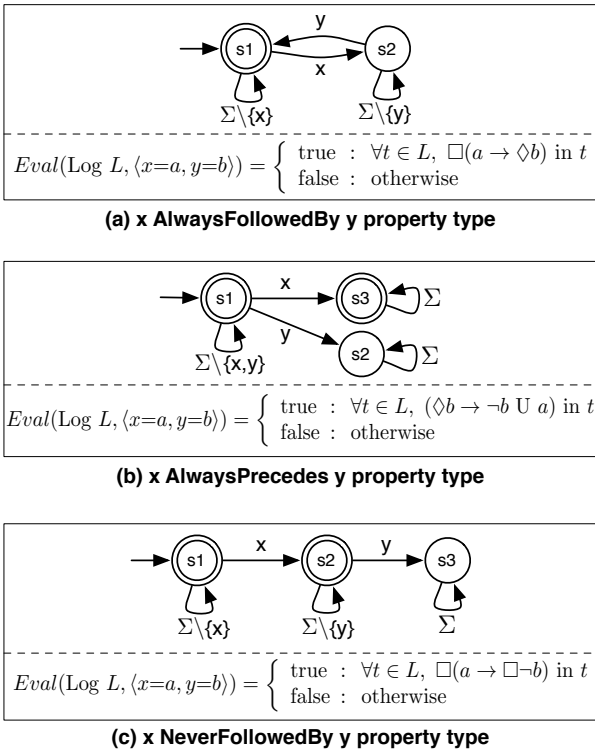 y
s1
s2
x
Σ\{x}
Σ\{y}
Eval(Log L, ⟨x=a, y=b⟩) = { true : ∀t ∈ L, □(a → ◊b) in t
false : otherwise
(a) x AlwaysFollowedBy y property type
x
s1
s3
Σ
y
s2
Σ
Σ\{x,y}
Eval(Log L, ⟨x=a, y=b⟩) = { true : ∀t ∈ L, (◊b → ¬b U a) in t
false : otherwise
(b) x AlwaysPrecedes y property type
x
y
s1
s2
s3
Σ\{x}
Σ\{y}
Σ
Eval(Log L, ⟨x=a, y=b⟩) = { true : ∀t ∈ L, □(a → □¬b) in t
false : otherwise
(c) x NeverFollowedBy y property type